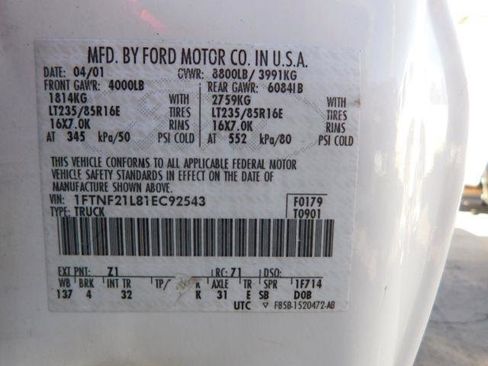 MFD. BY FORD MOTOR CO. IN U.S.A.
DATE: 04/01 GVWR: 8800LB/ 3991KG
FRONT GAWR: 4000LB REAR GAWR: 6084LB
1814KG WITH 2759KG WITH
LT235/85R16E TIRES LT235/85R16E TIRES
16X7.0K RIMS 16X7.0K RIMS
AT 345 kPa/50 PSI COLD AT 552 kPa/80 PSI COLD
THIS VEHICLE CONFORMS TO ALL APPLICABLE FEDERAL MOTOR
VEHICLE SAFETY STANDARDS IN EFFECT ON THE DATE OF
MANUFACTURE SHOWN ABOVE.
VIN: 1FTNF21L81EC92543 F0179
TYPE: TRUCK T0901
EXT PNT: Z1 RC: 71 DSO:
WB BRK INT TR TP/ R AXLE TR SPR 1F714
137 4 32 K 31 E SB DOB
UTC F85B-1520472-AB